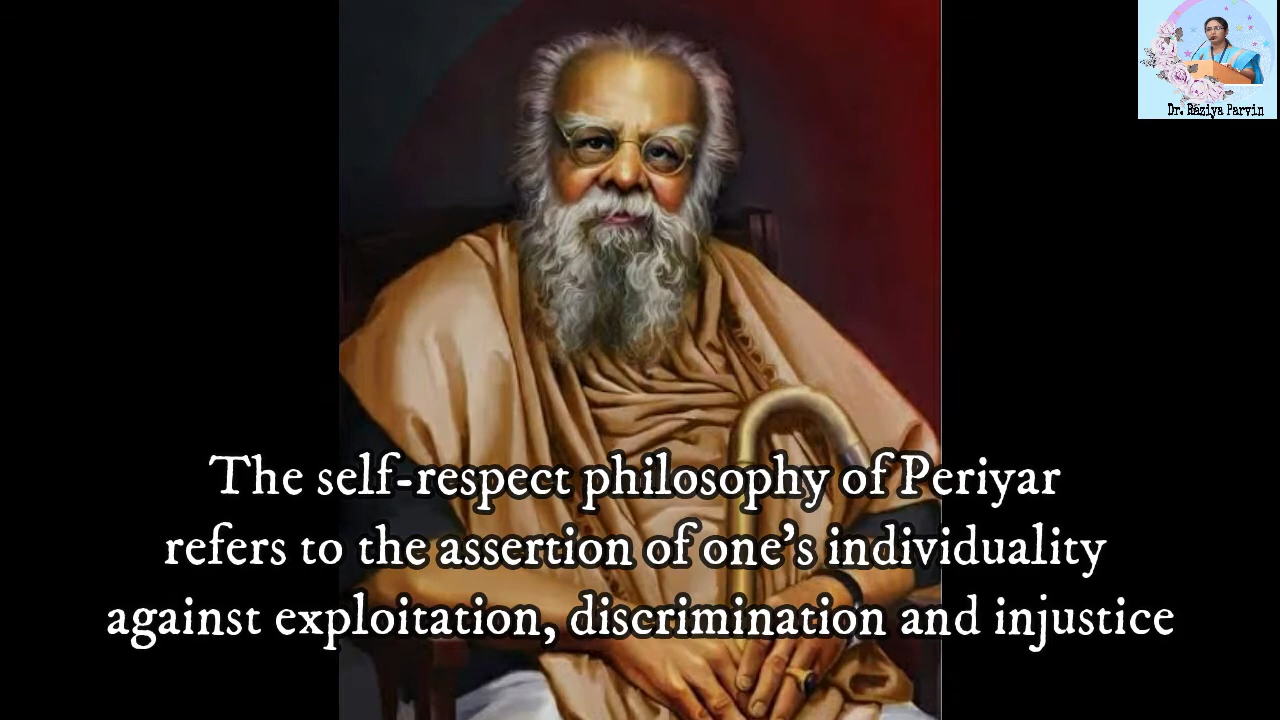 Dr. Raziya Parvin
The self-respect philosophy of Periyar
refers to the assertion of one's individuality
against exploitation, discrimination and injustice